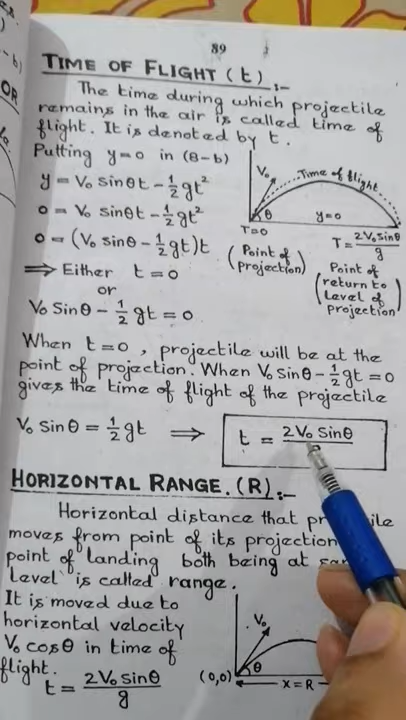 89
TIME OF FLIGHT (t) :-
The time during which projectile
remains in the air is called time of
flight. It is denoted by t.
Putting y=0 in (8-b)
y = V₀ sinθt - ½gt²
0 = V₀ sinθt - ½gt²
0 = (V₀ sinθ - ½gt)t
⇒ Either t=0
or
V₀ Sinθ - ½ gt = 0
V₀
Time of flight
θ
y=0
T=0
T = 2V₀sinθ/g
(Point of projection)
(Point of return to Level of projection)
When t=0, projectile will be at the
point of projection. When V₀ sinθ - ½gt = 0
gives the time of flight of the projectile
V₀ Sinθ = ½ gt ⇒ t = 2V₀ Sinθ
HORIZONTAL RANGE. (R) :-
Horizontal distance that
moves from point of its projection
point of landing both being at
Level is called range.
It is moved due to
horizontal velocity
V₀ cosθ in time of
flight.
t = 2V₀ sinθ/g
V₀
θ
(0,0)
x = R
OR